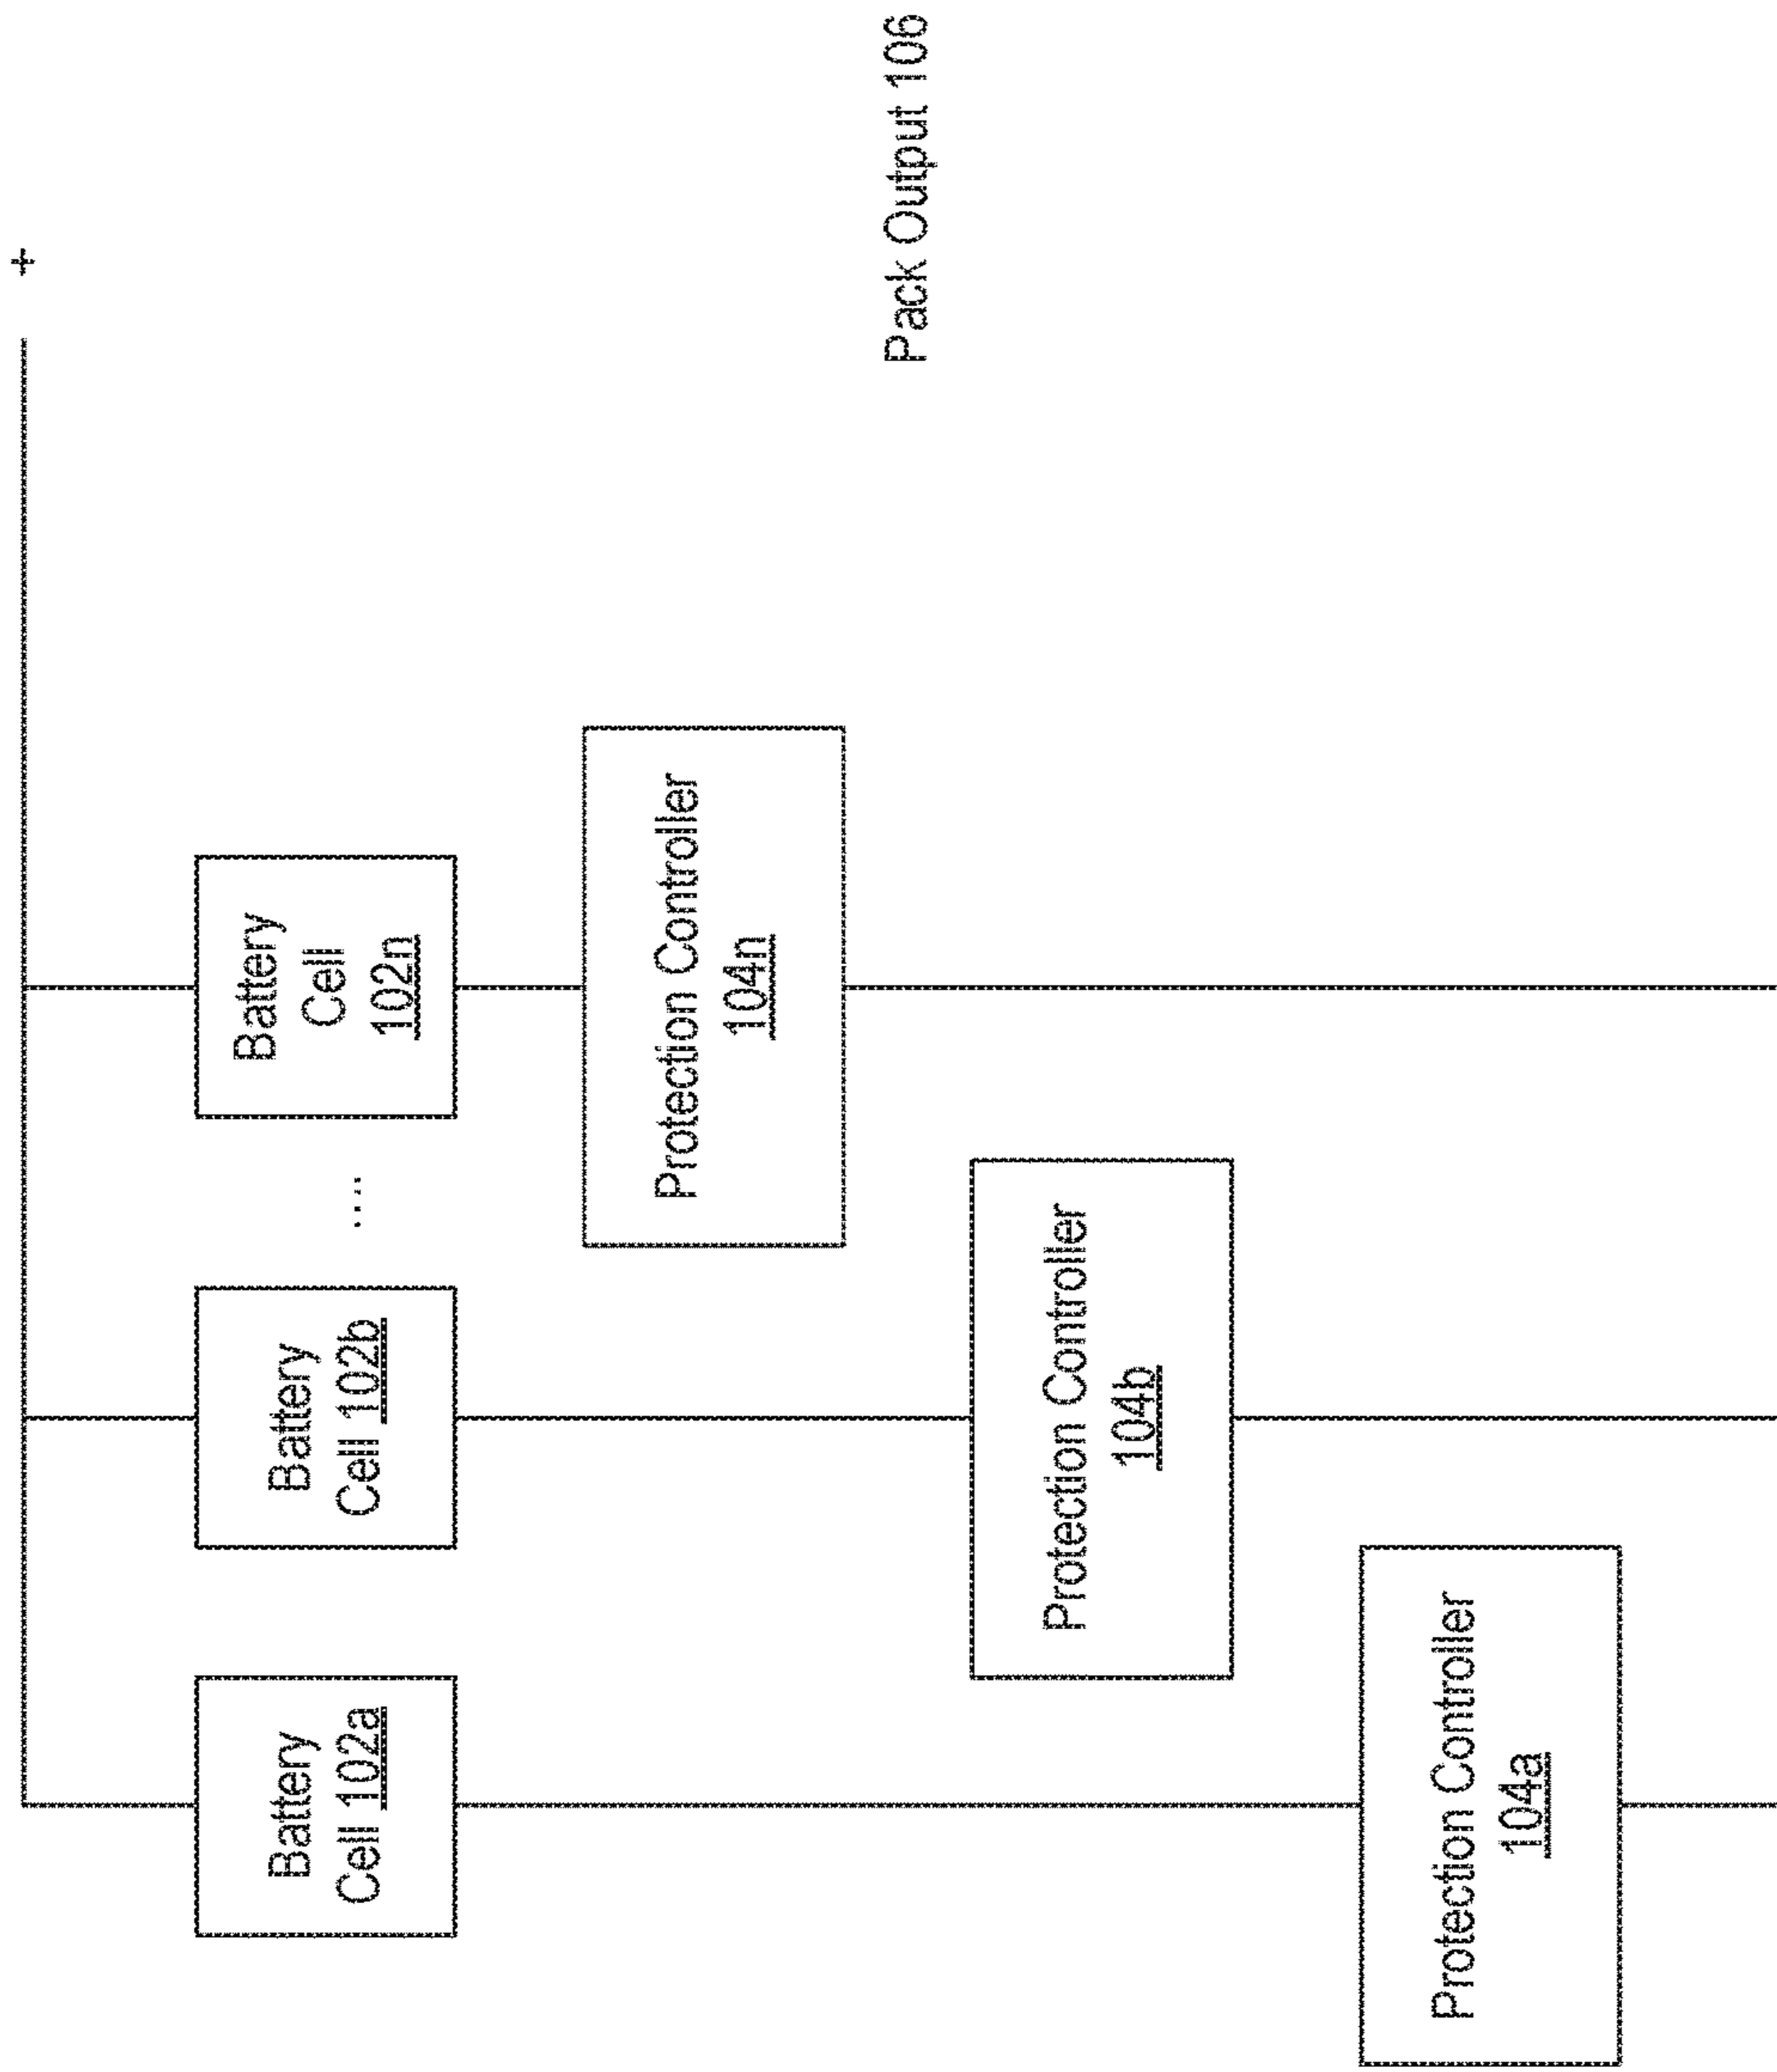 +
Battery
Cell 102a
Battery
Cell 102b
....
Battery
Cell
102n
Protection Controller
104n
Protection Controller
104b
Protection Controller
104a
Pack Output 106